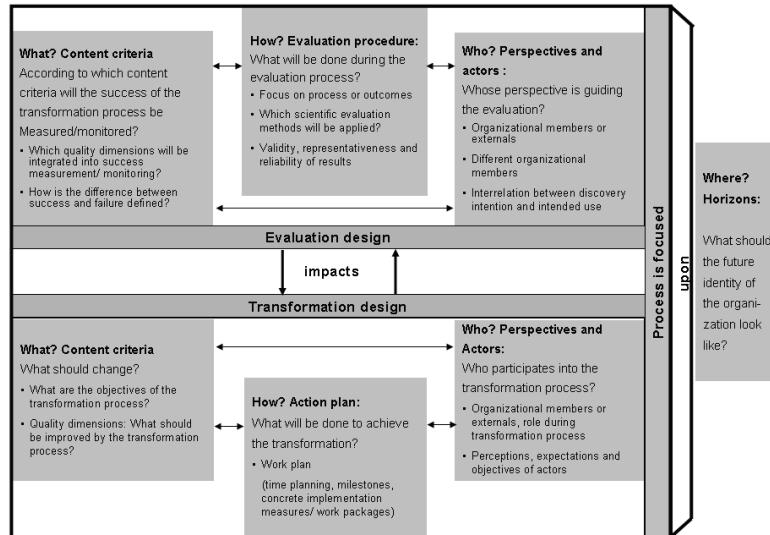 What? Content criteria
According to which content
criteria will the success of the
transformation process be
Measured/monitored?
• Which quality dimensions will be
integrated into success
measurement/ monitoring?
• How is the difference between
success and failure defined?
How? Evaluation procedure:
What will be done during the
evaluation process?
• Focus on process or outcomes
• Which scientific evaluation
methods will be applied?
• Validity, representativeness and
reliability of results
Who? Perspectives and
actors :
Whose perspective is guiding
the evaluation?
• Organizational members or
externals
• Different organizational
members
• Interrelation between discovery
intention and intended use
Evaluation design
impacts
Transformation design
What? Content criteria
What should change?
• What are the objectives of the
transformation process?
• Quality dimensions: What should
be improved by the transformation
process?
How? Action plan:
What will be done to achieve
the transformation?
• Work plan
(time planning, milestones,
concrete implementation
measures/ work packages)
Who? Perspectives and
Actors:
Who participates into the
transformation process?
• Organizational members or
externals, role during
transformation process
• Perceptions, expectations and
objectives of actors
Process is focused
upon
Where?
Horizons:
What should
the future
identity of
the organi-
zation look
like?